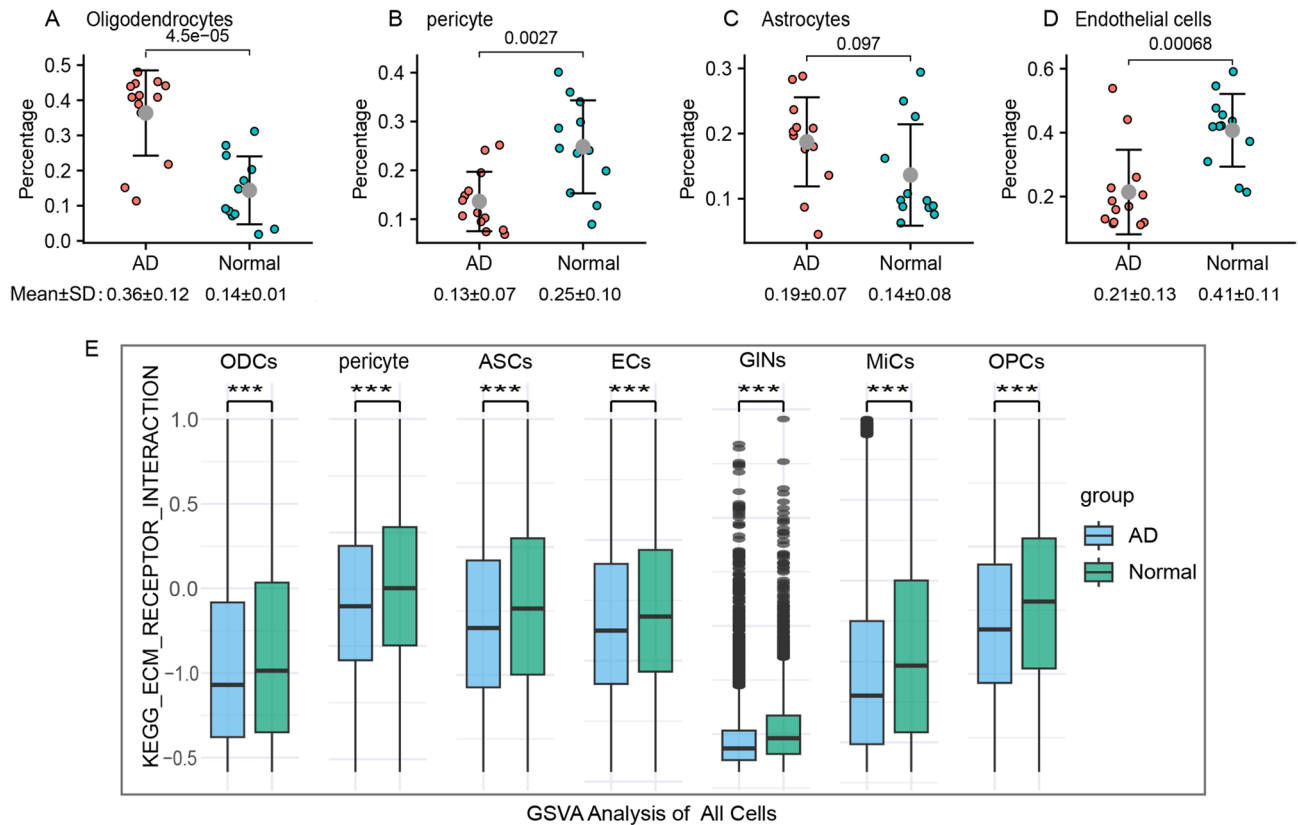 A Oligodendrocytes
4.5e-05
Percentage
0.5
0.4
0.3
0.2
0.1
0.0
AD Normal
Mean±SD: 0.36±0.12 0.14±0.01
B pericyte
0.0027
Percentage
0.4
0.3
0.2
0.1
AD Normal
0.13±0.07 0.25±0.10
C Astrocytes
0.097
Percentage
0.3
0.2
0.1
AD Normal
0.19±0.07 0.14±0.08
D Endothelial cells
0.00068
Percentage
0.6
0.4
0.2
AD Normal
0.21±0.13 0.41±0.11
E
ODCs pericyte ASCs ECs GINs MiCs OPCs
*** *** *** *** *** *** ***
KEGG_ECM_RECEPTOR_INTERACTION
1.0
0.5
0.0
-1.0
-0.5
group
AD
Normal
GSVA Analysis of All Cells